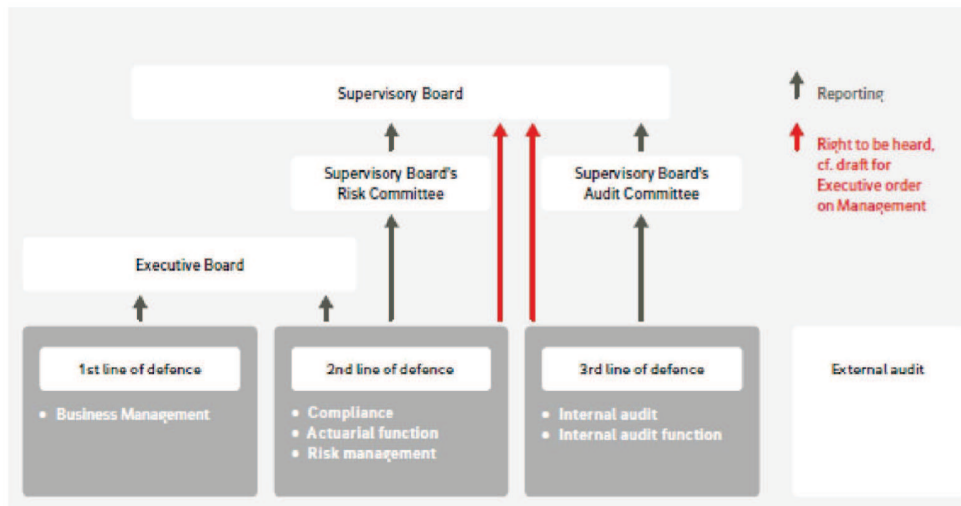 Supervisory Board
Reporting
Right to be heard,
cf. draft for
Executive order
on Management
Supervisory Board's
Risk Committee
Supervisory Board's
Audit Committee
Executive Board
1st line of defence
• Business Management
2nd line of defence
• Compliance
• Actuarial function
• Risk management
3rd line of defence
• Internal audit
• Internal audit function
External audit